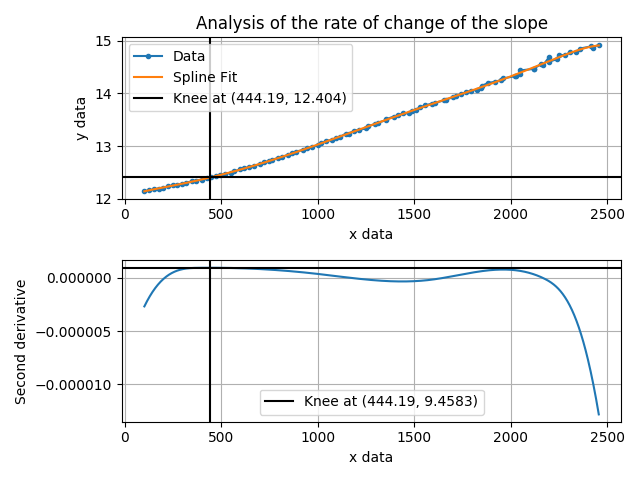 Analysis of the rate of change of the slope
15
14
13
12
y data
Data
Spline Fit
Knee at (444.19, 12.404)
0 500 1000 1500 2000 2500
x data
0.000000
−0.000005
−0.000010
Second derivative
Knee at (444.19, 9.4583)
0 500 1000 1500 2000 2500
x data